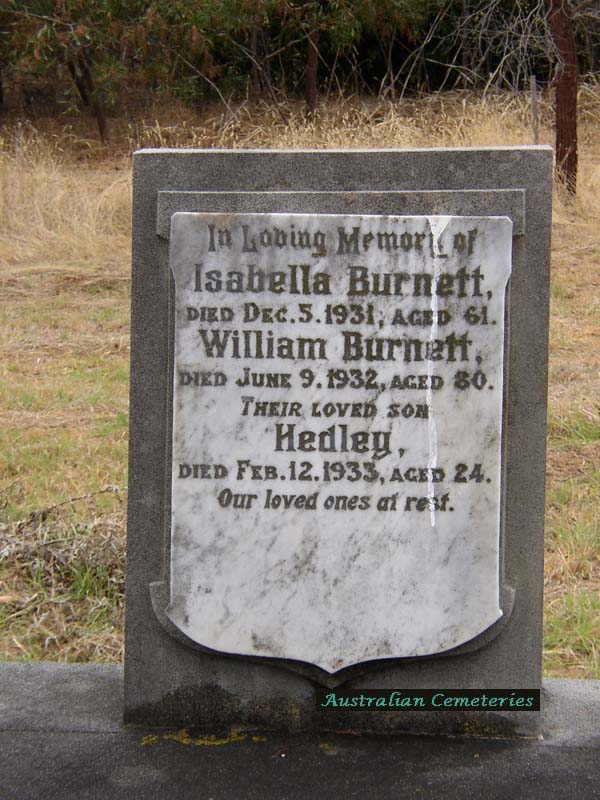 In Loving Memory of
Isabella Burnett,
DIED DEC. 5. 1931, AGED 61.
William Burnett,
DIED JUNE 9. 1932, AGED 80.
THEIR LOVED SON
Hedley,
DIED FEB. 12. 1933, AGED 24.
Our loved ones at rest.
Australian Cemeteries